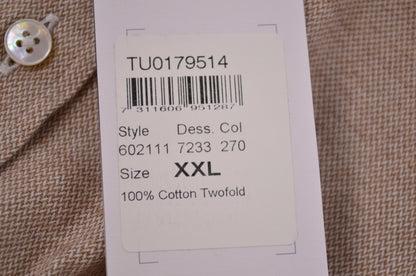 TU0179514
7 311606 951287
Style Dess. Col
602111 7233 270
Size XXL
100% Cotton Twofold